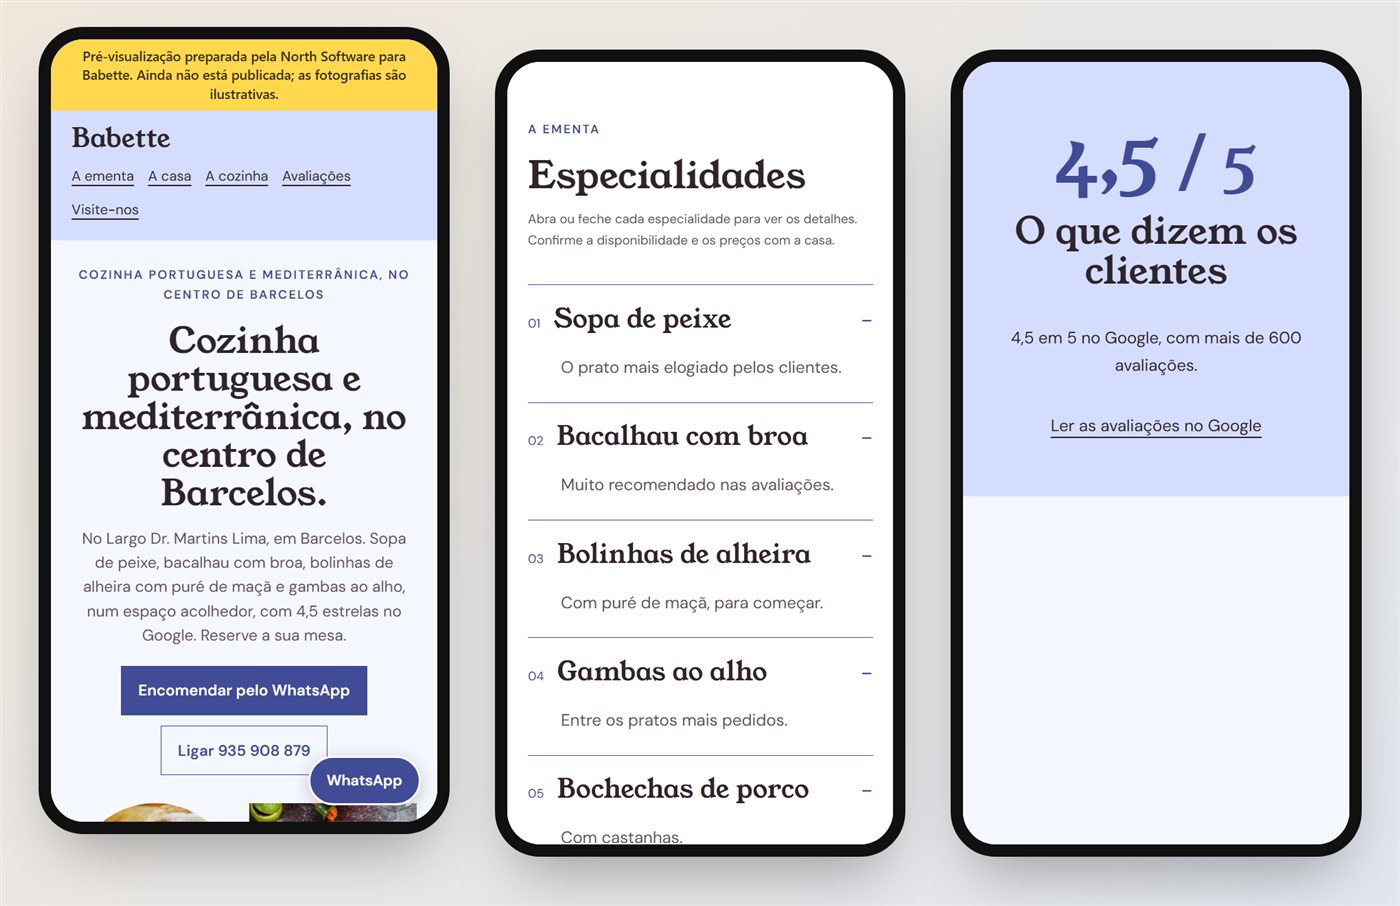 Pré-visualização preparada pela North Software para
Babette. Ainda não está publicada; as fotografias são
ilustrativas.
Babette
A ementa A casa A cozinha Avaliações
Visite-nos
COZINHA PORTUGUESA E MEDITERRÂNICA, NO
CENTRO DE BARCELOS
Cozinha
portuguesa e
mediterrânica, no
centro de
Barcelos.
No Largo Dr. Martins Lima, em Barcelos. Sopa
de peixe, bacalhau com broa, bolinhas de
alheira com puré de maçã e gambas ao alho,
num espaço acolhedor, com 4,5 estrelas no
Google. Reserve a sua mesa.
Encomendar pelo WhatsApp
Ligar 935 908 879
WhatsApp
A EMENTA
Especialidades
Abra ou feche cada especialidade para ver os detalhes.
Confirme a disponibilidade e os preços com a casa.
01 Sopa de peixe –
O prato mais elogiado pelos clientes.
02 Bacalhau com broa –
Muito recomendado nas avaliações.
03 Bolinhas de alheira –
Com puré de maçã, para começar.
04 Gambas ao alho –
Entre os pratos mais pedidos.
05 Bochechas de porco –
Com castanhas.
4,5 / 5
O que dizem os
clientes
4,5 em 5 no Google, com mais de 600
avaliações.
Ler as avaliações no Google